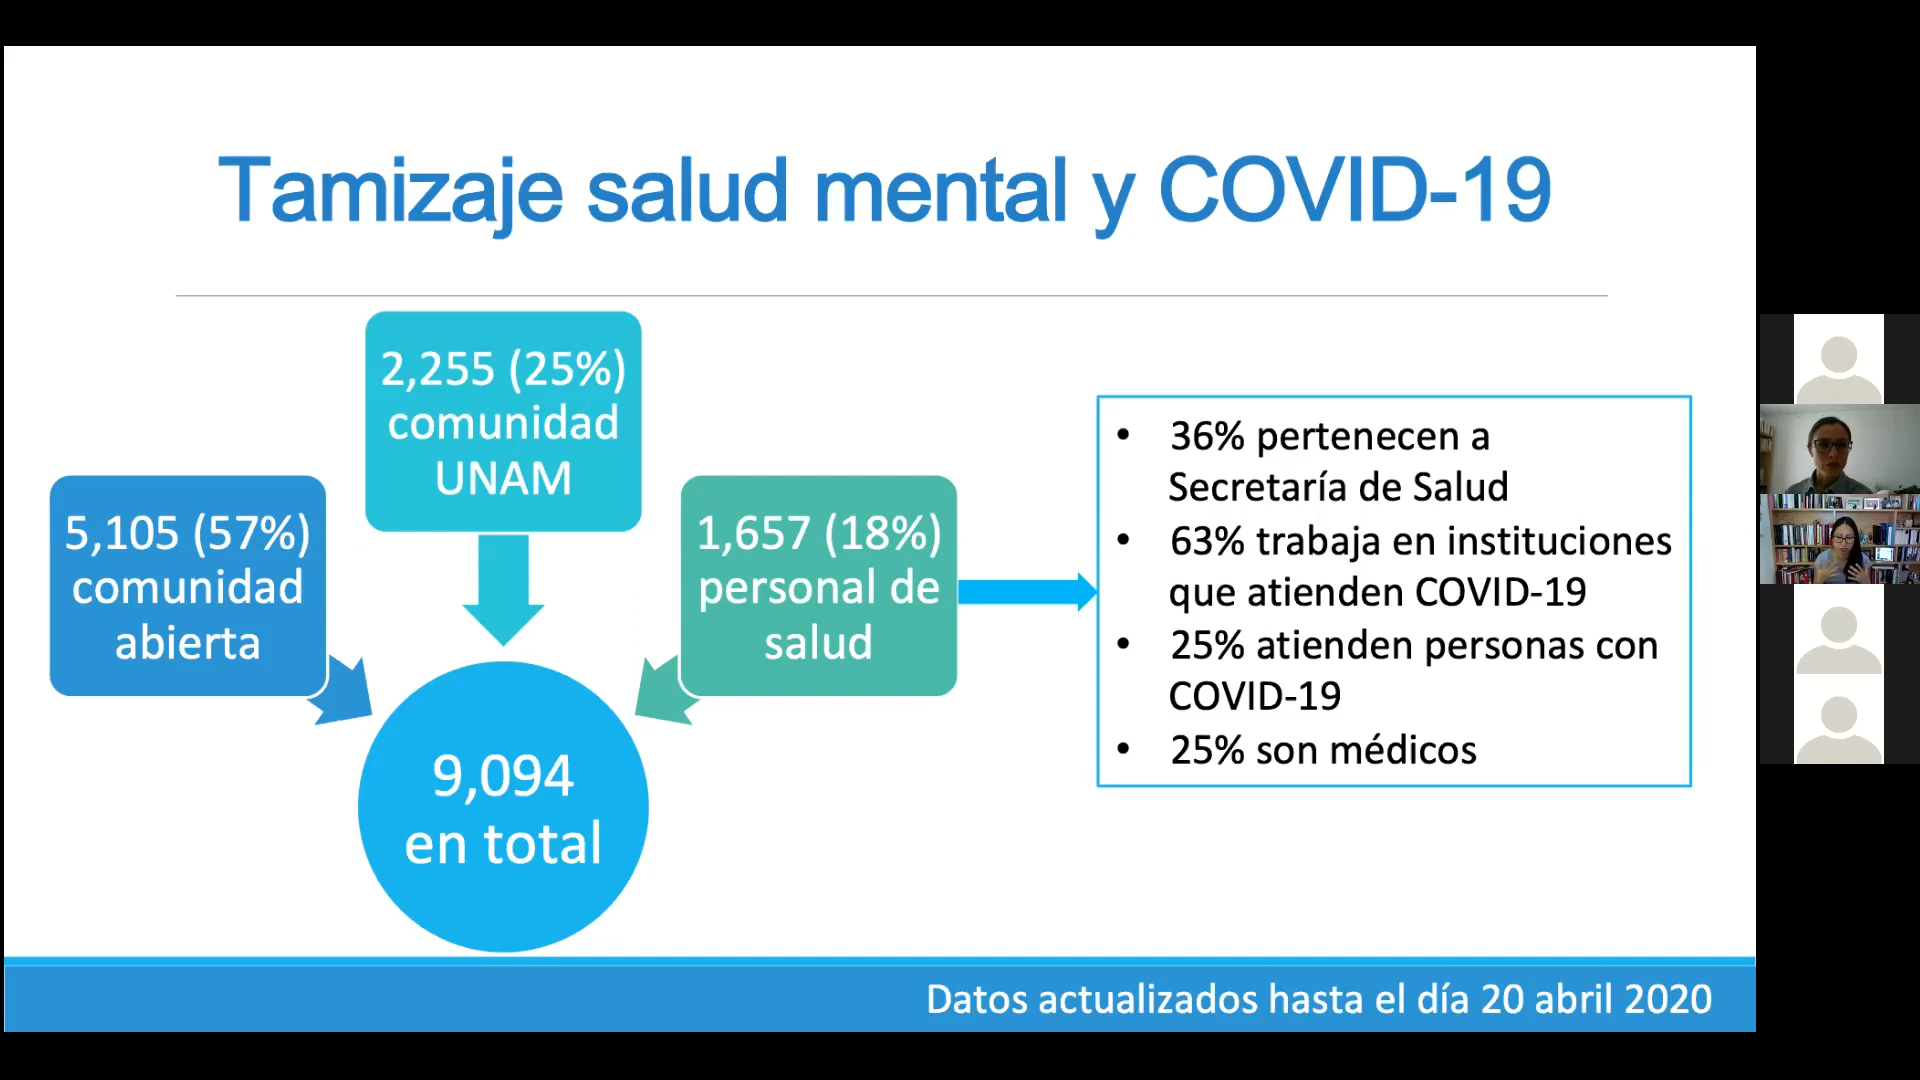 Tamizaje salud mental y COVID-19
2,255 (25%)
comunidad
UNAM
5,105 (57%)
comunidad
abierta
1,657 (18%)
personal de
salud
9,094
en total
• 36% pertenecen a
Secretaría de Salud
• 63% trabaja en instituciones
que atienden COVID-19
• 25% atienden personas con
COVID-19
• 25% son médicos
Datos actualizados hasta el día 20 abril 2020